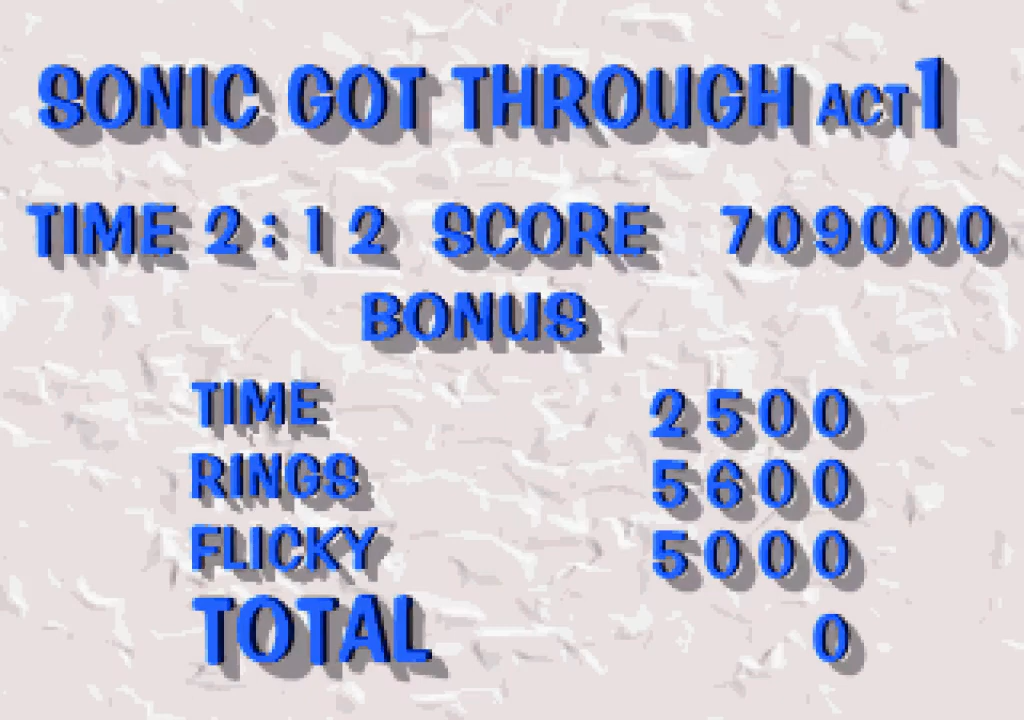 SONIC GOT THROUGH ACT 1
TIME 2:12 SCORE 709000
BONUS
TIME 2500
RINGS 5600
FLICKY 5000
TOTAL 0